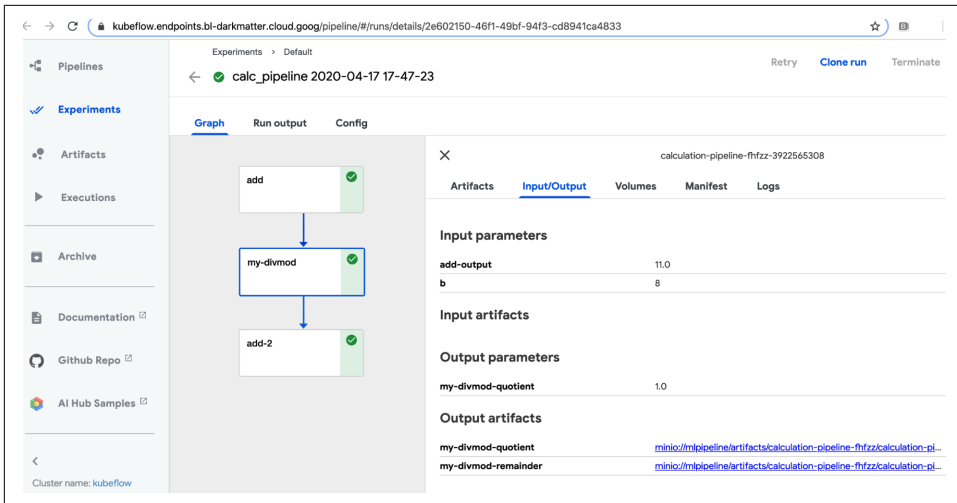 kubeflow.endpoints.bl-darkmatter.cloud.goog/pipeline/#/runs/details/2e602150-46f1-49bf-94f3-cd8941ca4833
Pipelines
Experiments
Artifacts
Executions
Archive
Documentation
Github Repo
AI Hub Samples
Cluster name: kubeflow
Experiments > Default
calc_pipeline 2020-04-17 17-47-23
Retry Clone run Terminate
Graph Run output Config
add
my-divmod
add-2
calculation-pipeline-fhfzz-3922565308
Artifacts Input/Output Volumes Manifest Logs
Input parameters
add-output 11.0
b 8
Input artifacts
Output parameters
my-divmod-quotient 1.0
Output artifacts
my-divmod-quotient minio://mlpipeline/artifacts/calculation-pipeline-fhfzz/calculation-pi...
my-divmod-remainder minio://mlpipeline/artifacts/calculation-pipeline-fhfzz/calculation-pi...